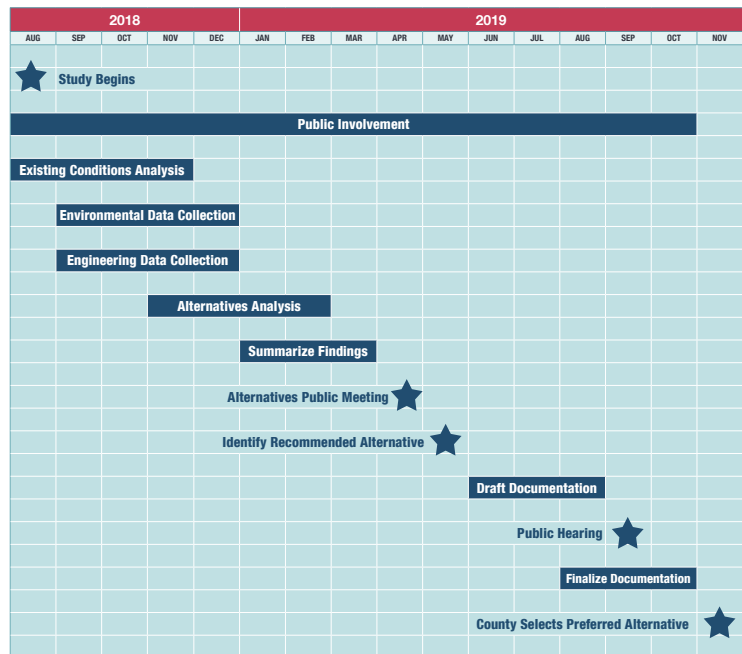 2018 2019
AUG SEP OCT NOV DEC JAN FEB MAR APR MAY JUN JUL AUG SEP OCT NOV
Study Begins
Public Involvement
Existing Conditions Analysis
Environmental Data Collection
Engineering Data Collection
Alternatives Analysis
Summarize Findings
Alternatives Public Meeting
Identify Recommended Alternative
Draft Documentation
Public Hearing
Finalize Documentation
County Selects Preferred Alternative